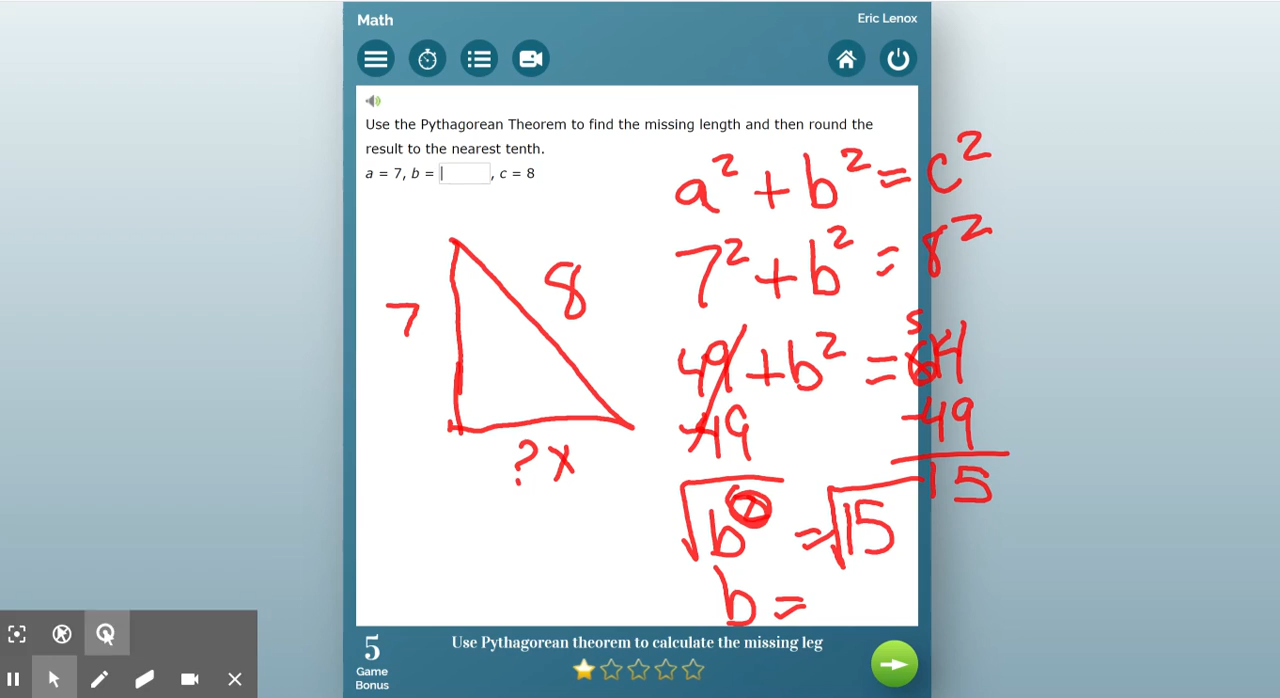 Math
Eric Lenox
Use the Pythagorean Theorem to find the missing length and then round the
result to the nearest tenth.
a = 7, b = , c = 8
a² + b² = c²
7² + b² = 8²
7
8
? x
5
49 + b² = 64
-49 -49
15
√b² = √15
b =
5
Game
Bonus
Use Pythagorean theorem to calculate the missing leg